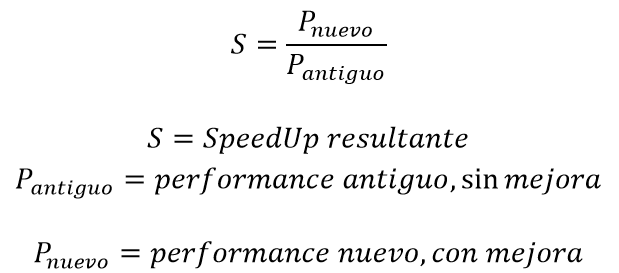 S = P_nuevo / P_antiguo
S = SpeedUp resultante
P_antiguo = performance antiguo, sin mejora
P_nuevo = performance nuevo, con mejora